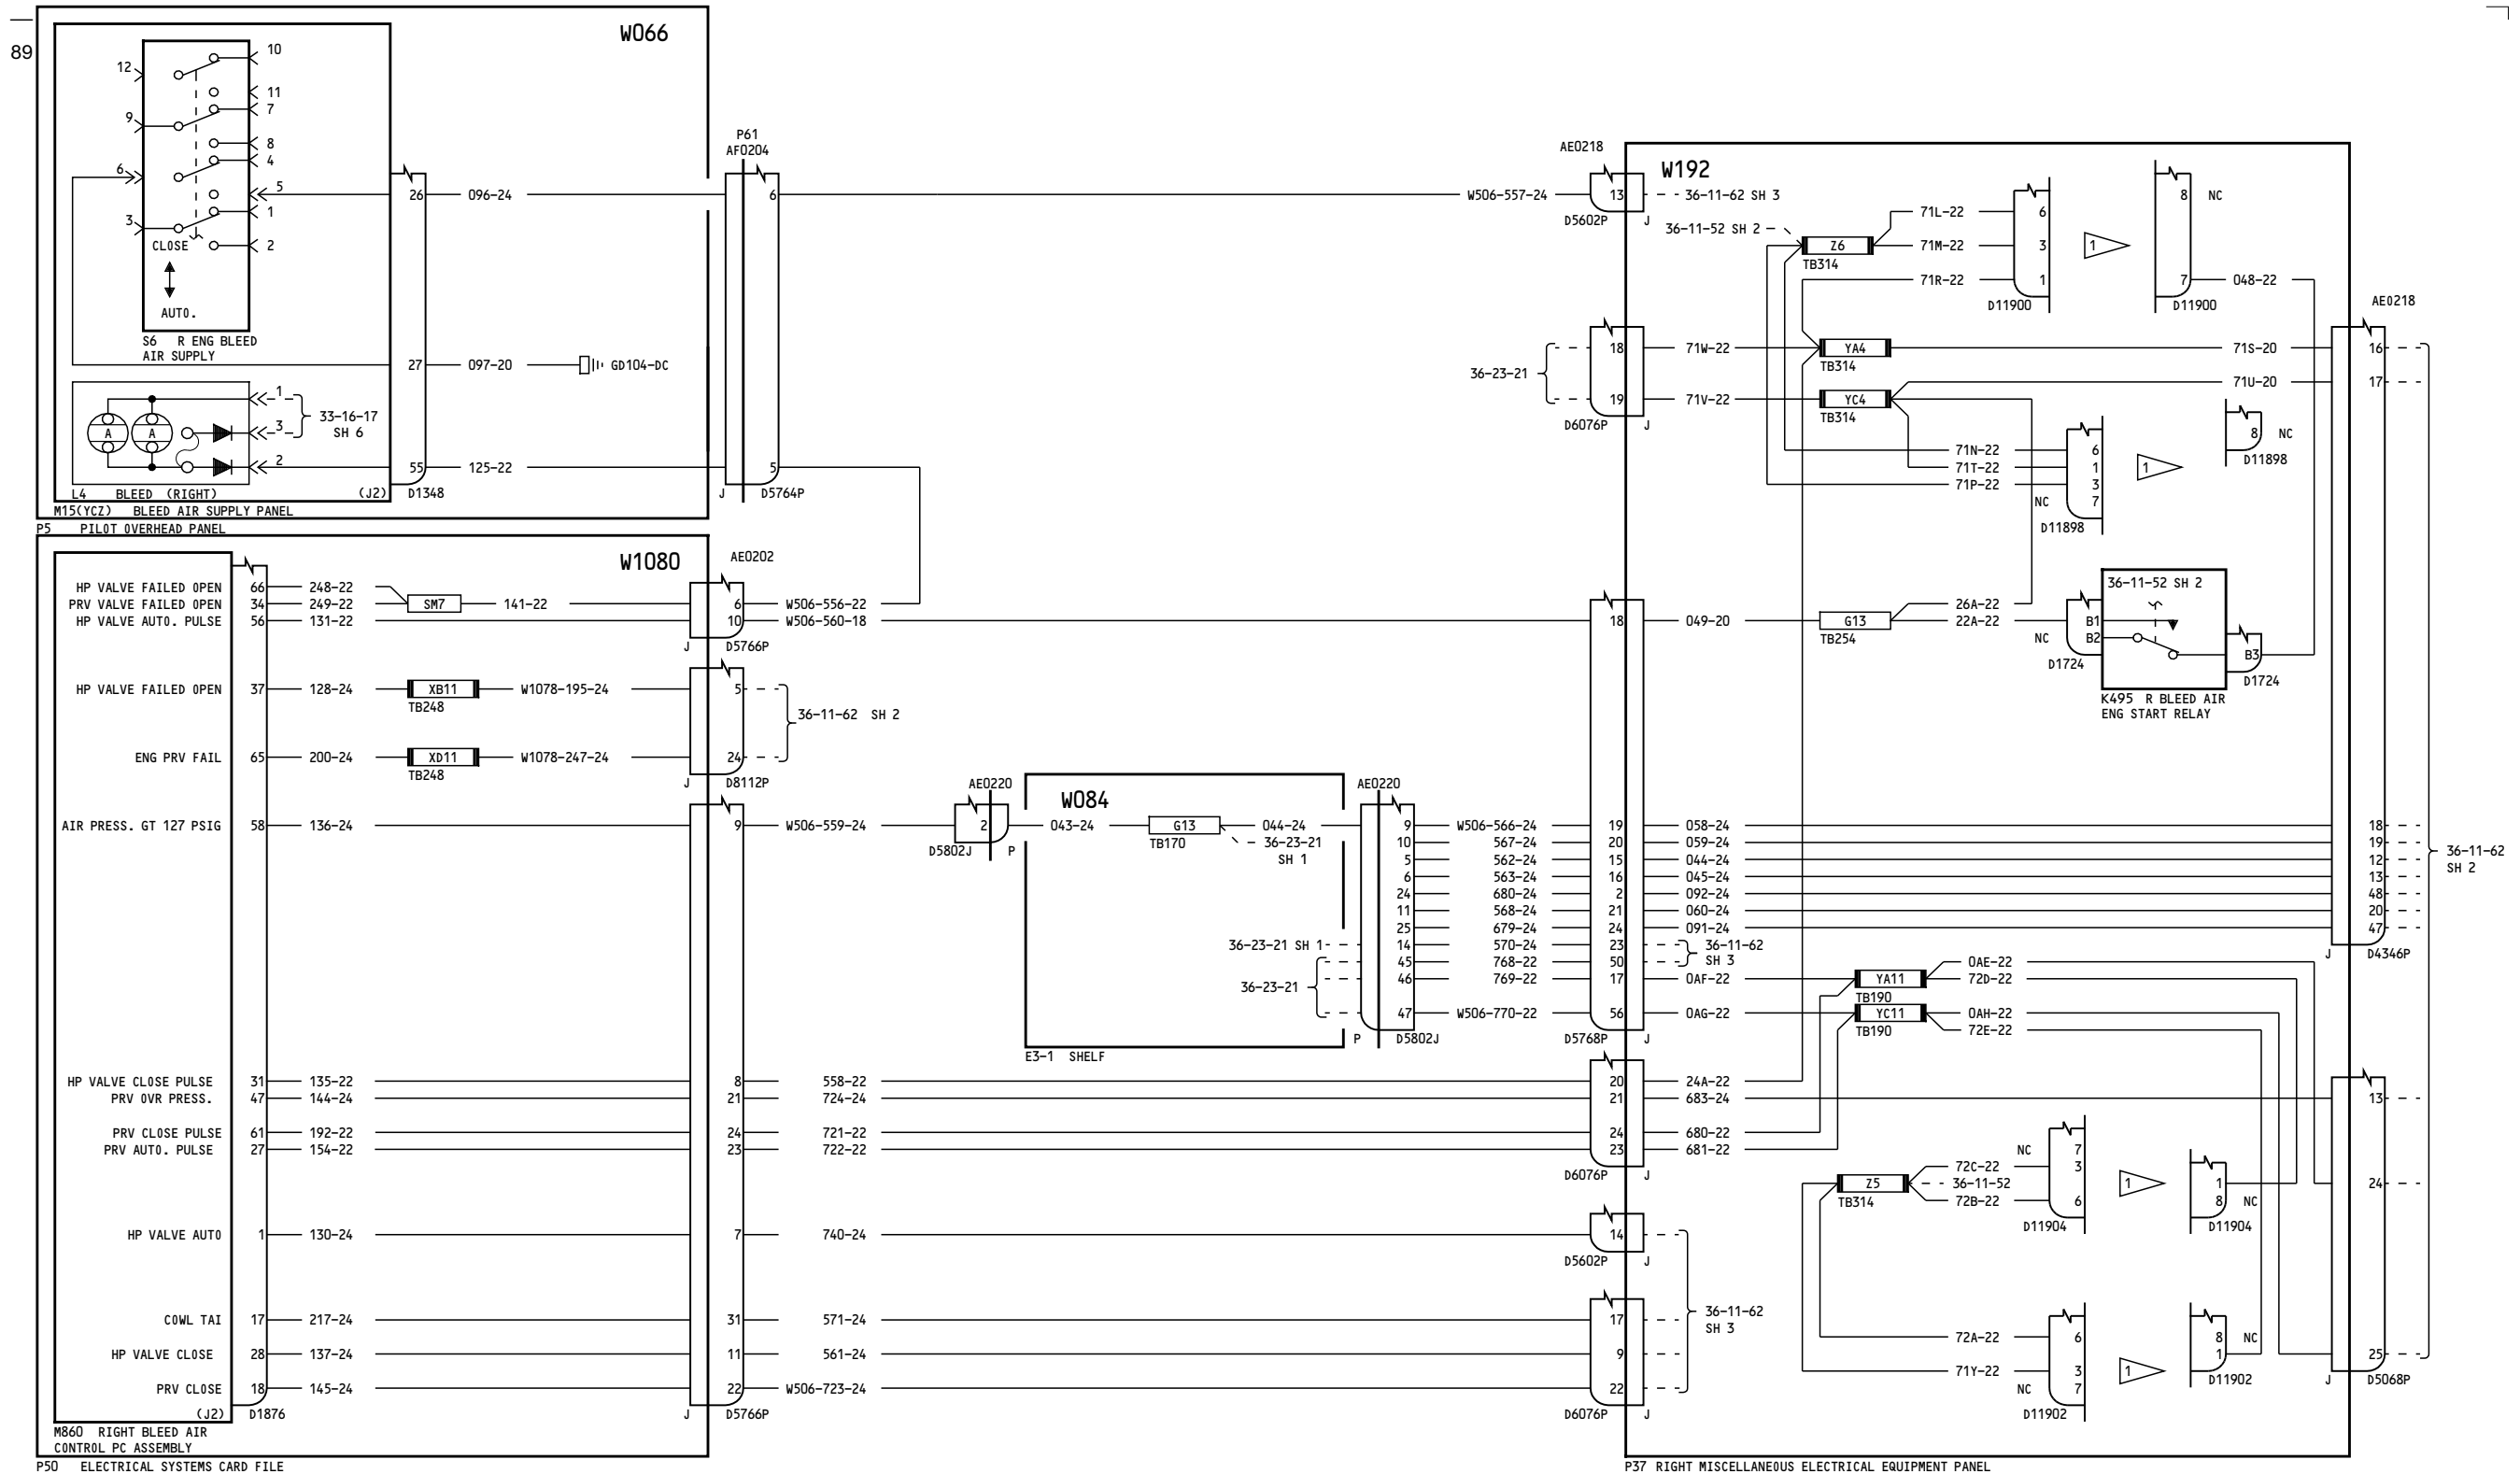 89
W066
12
10
11
9
7
8
6
4
5
3
1
2
CLOSE
AUTO.
S6 R ENG BLEED
AIR SUPPLY
26
096-24
27
097-20
GD104-DC
A
A
1
3
2
33-16-17
SH 6
55
125-22
L4 BLEED (RIGHT)
(J2)
D1348
M15(YCZ) BLEED AIR SUPPLY PANEL
P5 PILOT OVERHEAD PANEL
P61
AF0204
6
5
J
D5764P
W1080
AE0202
HP VALVE FAILED OPEN
66
248-22
PRV VALVE FAILED OPEN
34
249-22
SM7
141-22
6
W506-556-22
HP VALVE AUTO. PULSE
56
131-22
10
W506-560-18
J
D5766P
HP VALVE FAILED OPEN
37
128-24
XB11
TB248
W1078-195-24
5
36-11-62 SH 2
ENG PRV FAIL
65
200-24
XD11
TB248
W1078-247-24
24
J
D8112P
AIR PRESS. GT 127 PSIG
58
136-24
9
W506-559-24
AE0220
2
D5802J
P
W084
043-24
G13
TB170
044-24
36-23-21
SH 1
E3-1 SHELF
AE0220
9
W506-566-24
19
058-24
18
10
567-24
20
059-24
19
5
562-24
15
044-24
12
6
563-24
16
045-24
13
24
680-24
2
092-24
48
11
568-24
21
060-24
20
25
679-24
24
091-24
47
36-23-21 SH 1
14
570-24
23
36-11-62
SH 3
45
768-22
50
46
769-22
17
0AF-22
36-23-21
47
W506-770-22
56
0AG-22
P
D5802J
D5768P
J
HP VALVE CLOSE PULSE
31
135-22
8
558-22
20
24A-22
PRV OVR PRESS.
47
144-24
21
724-24
21
683-24
13
PRV CLOSE PULSE
61
192-22
24
721-22
24
680-22
PRV AUTO. PULSE
27
154-22
23
722-22
23
681-22
D6076P
J
HP VALVE AUTO
1
130-24
7
740-24
14
D5602P
J
COWL TAI
17
217-24
31
571-24
17
36-11-62
SH 3
HP VALVE CLOSE
28
137-24
11
561-24
9
PRV CLOSE
18
145-24
22
W506-723-24
22
(J2)
D1876
J
D5766P
D6076P
J
M860 RIGHT BLEED AIR
CONTROL PC ASSEMBLY
P50 ELECTRICAL SYSTEMS CARD FILE
AE0218
W506-557-24
13
36-11-62 SH 3
D5602P
J
W192
36-11-52 SH 2
Z6
TB314
71L-22
6
71M-22
3
71R-22
1
D11900
1
8
NC
7
048-22
D11900
AE0218
36-23-21
18
71W-22
YA4
TB314
71S-20
16
71U-20
17
19
71V-22
YC4
TB314
D6076P
J
71N-22
6
71T-22
1
71P-22
3
NC
7
D11898
1
8
NC
D11898
18
049-20
G13
TB254
26A-22
22A-22
B1
NC
B2
D1724
36-11-52 SH 2
B3
D1724
K495 R BLEED AIR
ENG START RELAY
36-11-62
SH 2
J
D4346P
YA11
TB190
0AE-22
72D-22
YC11
TB190
0AH-22
72E-22
NC
7
72C-22
3
Z5
TB314
36-11-52
72B-22
6
D11904
1
1
8
NC
D11904
24
72A-22
6
71Y-22
3
NC
7
D11902
1
8
NC
1
D11902
25
J
D5068P
P37 RIGHT MISCELLANEOUS ELECTRICAL EQUIPMENT PANEL